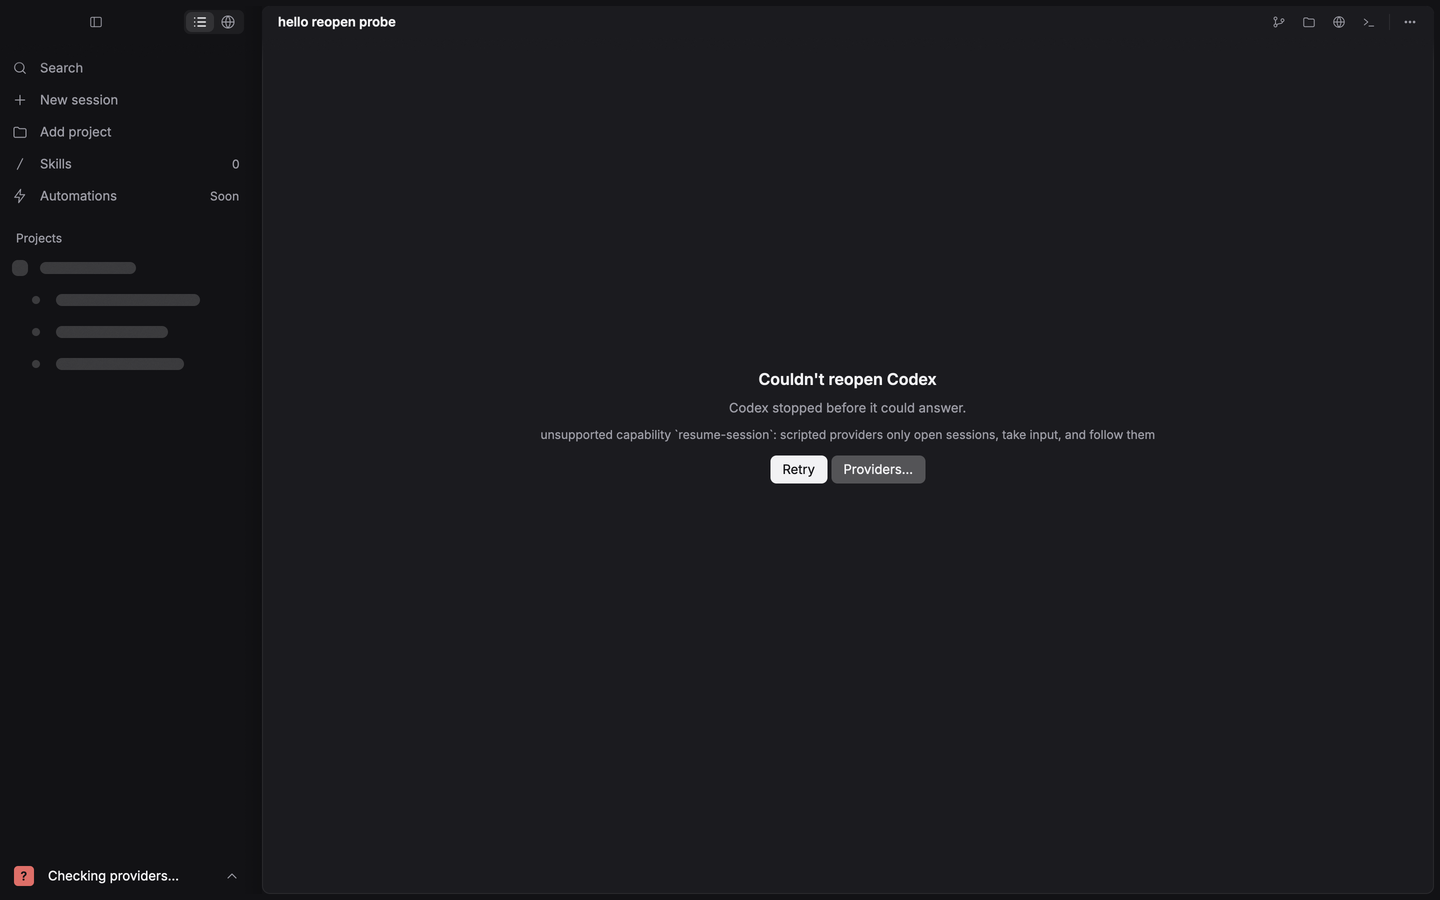 hello reopen probe
Search
New session
Add project
Skills 0
Automations Soon
Projects
Couldn't reopen Codex
Codex stopped before it could answer.
unsupported capability `resume-session`: scripted providers only open sessions, take input, and follow them
Retry Providers...
? Checking providers...